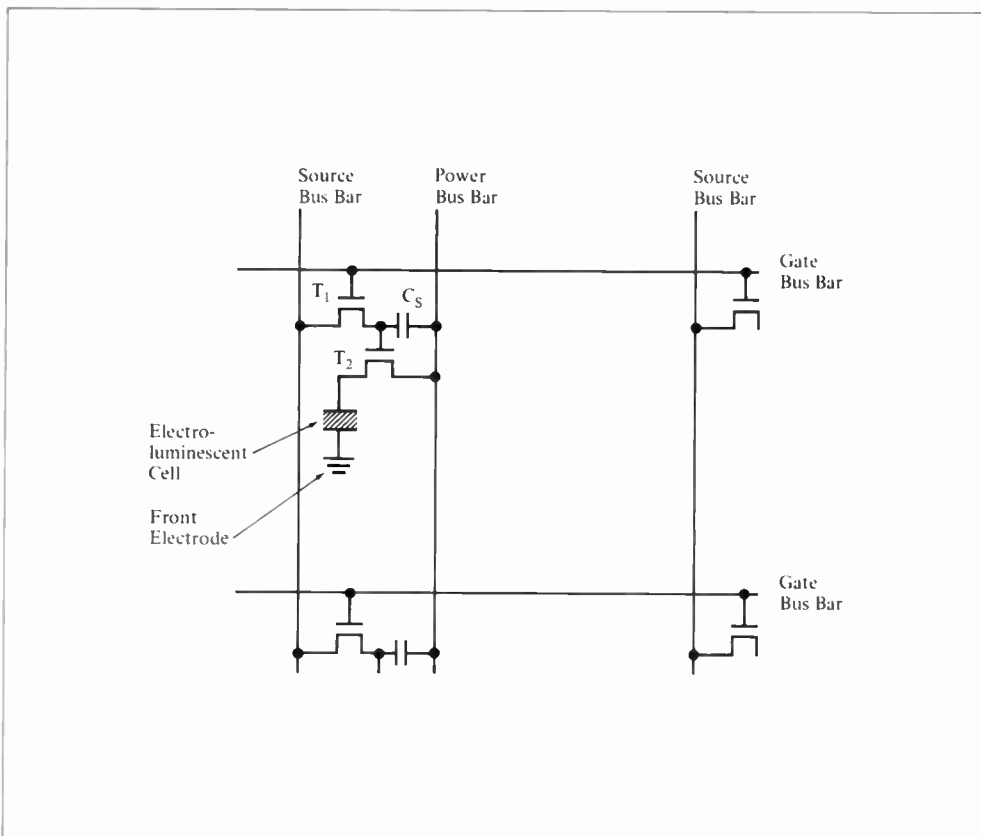 Source
Bus Bar
Power
Bus Bar
Source
Bus Bar
Gate
Bus Bar
T1
CS
T2
Electro-
luminescent
Cell
Front
Electrode
Gate
Bus Bar